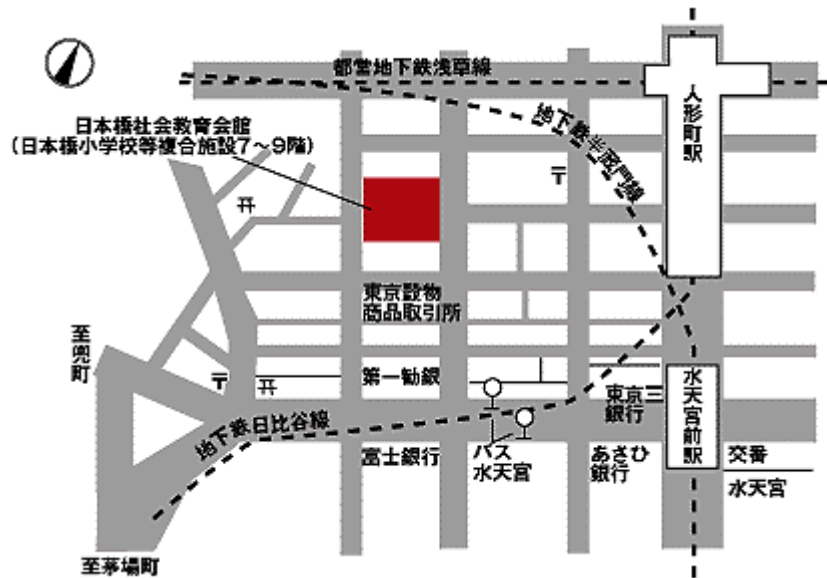 都営地下鉄浅草線
日本橋社会教育会館
(日本橋小学校等複合施設7〜9階)
地下鉄半蔵門線
人形町駅
〒
東京穀物
商品取引所
至兜町
〒
第一勧銀
東京三
銀行
水天宮前駅
地下鉄日比谷線
富士銀行
バス
水天宮
あさひ
銀行
交番
水天宮
至茅場町